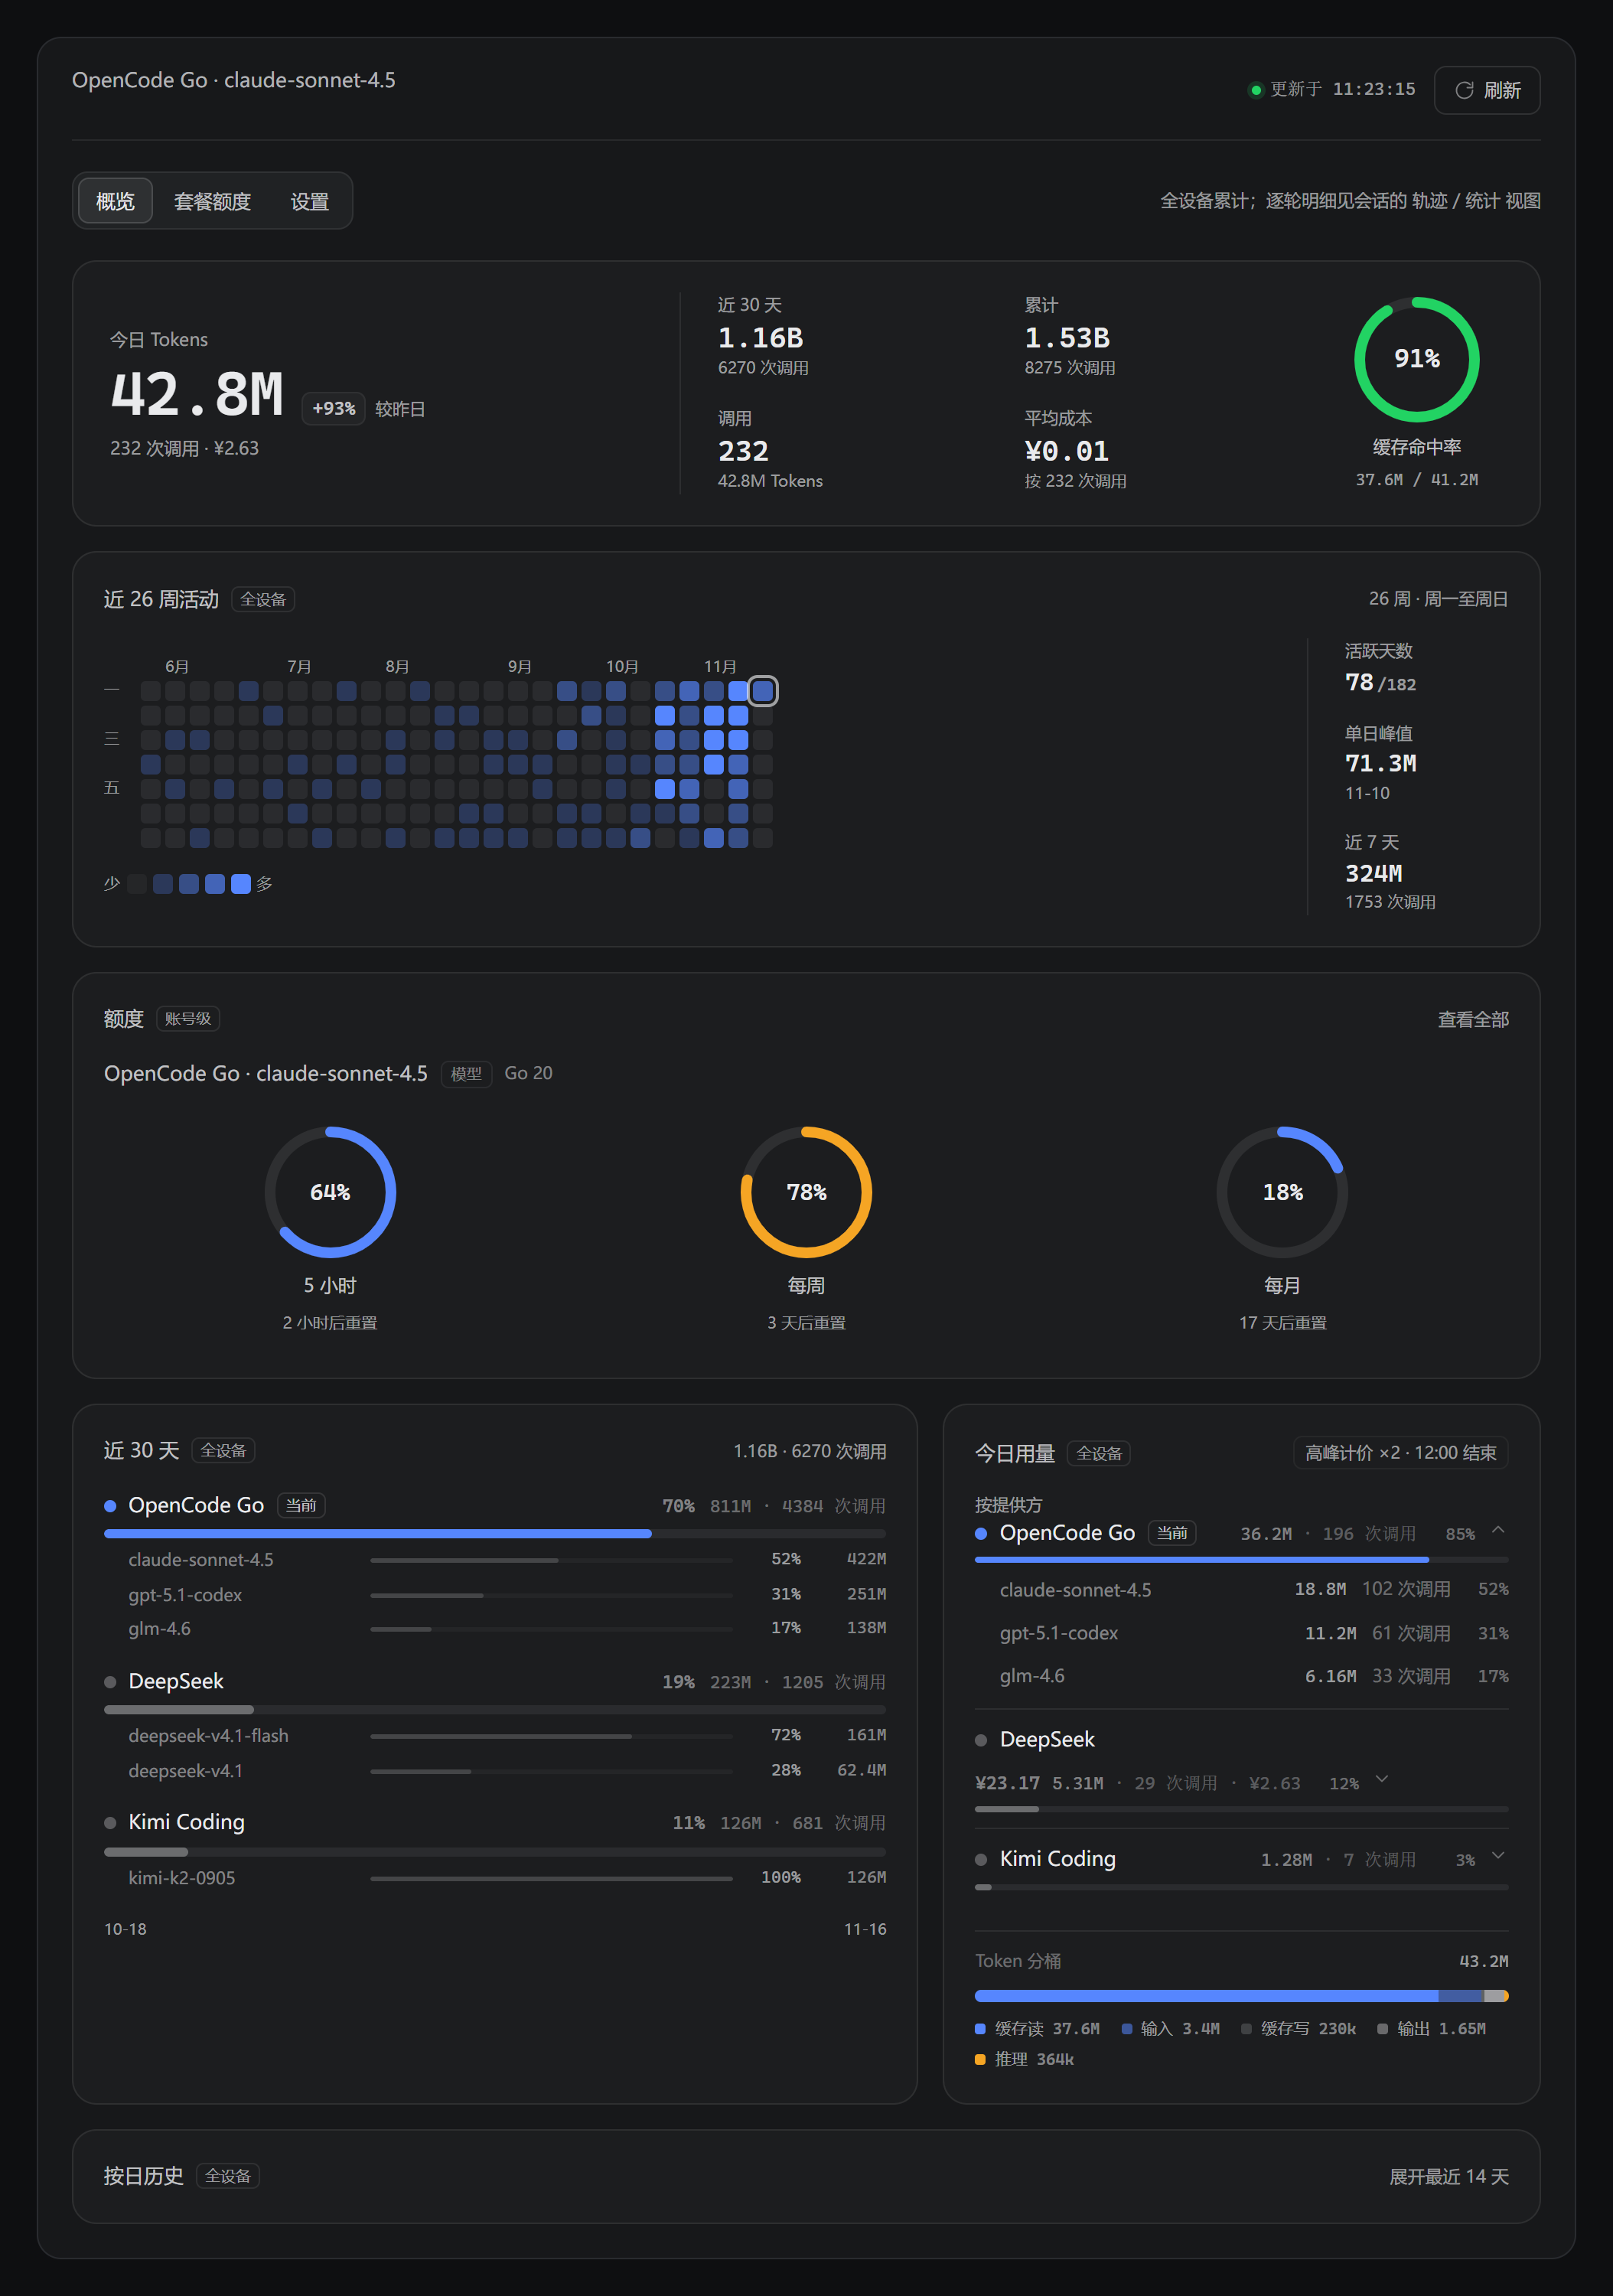 OpenCode Go · claude-sonnet-4.5
更新于 11:23:15
刷新
概览 套餐额度 设置
全设备累计；逐轮明细见会话的 轨迹 / 统计 视图
今日 Tokens
42.8M +93% 较昨日
232 次调用 · ¥2.63
近 30 天
1.16B
6270 次调用
累计
1.53B
8275 次调用
调用
232
42.8M Tokens
平均成本
¥0.01
按 232 次调用
91%
缓存命中率
37.6M / 41.2M
近 26 周活动 全设备
26 周 · 周一至周日
6月 7月 8月 9月 10月 11月
一
三
五
少 多
活跃天数
78/182
单日峰值
71.3M
11-10
近 7 天
324M
1753 次调用
额度 账号级
查看全部
OpenCode Go · claude-sonnet-4.5 模型 Go 20
64%
5 小时
2 小时后重置
78%
每周
3 天后重置
18%
每月
17 天后重置
近 30 天 全设备
1.16B · 6270 次调用
OpenCode Go 当前 70% 811M · 4384 次调用
claude-sonnet-4.5 52% 422M
gpt-5.1-codex 31% 251M
glm-4.6 17% 138M
DeepSeek 19% 223M · 1205 次调用
deepseek-v4.1-flash 72% 161M
deepseek-v4.1 28% 62.4M
Kimi Coding 11% 126M · 681 次调用
kimi-k2-0905 100% 126M
10-18 11-16
今日用量 全设备
高峰计价 ×2 · 12:00 结束
按提供方
OpenCode Go 当前 36.2M · 196 次调用 85%
claude-sonnet-4.5 18.8M 102 次调用 52%
gpt-5.1-codex 11.2M 61 次调用 31%
glm-4.6 6.16M 33 次调用 17%
DeepSeek
¥23.17 5.31M · 29 次调用 · ¥2.63 12%
Kimi Coding 1.28M · 7 次调用 3%
Token 分桶 43.2M
缓存读 37.6M 输入 3.4M 缓存写 230k 输出 1.65M
推理 364k
按日历史 全设备
展开最近 14 天